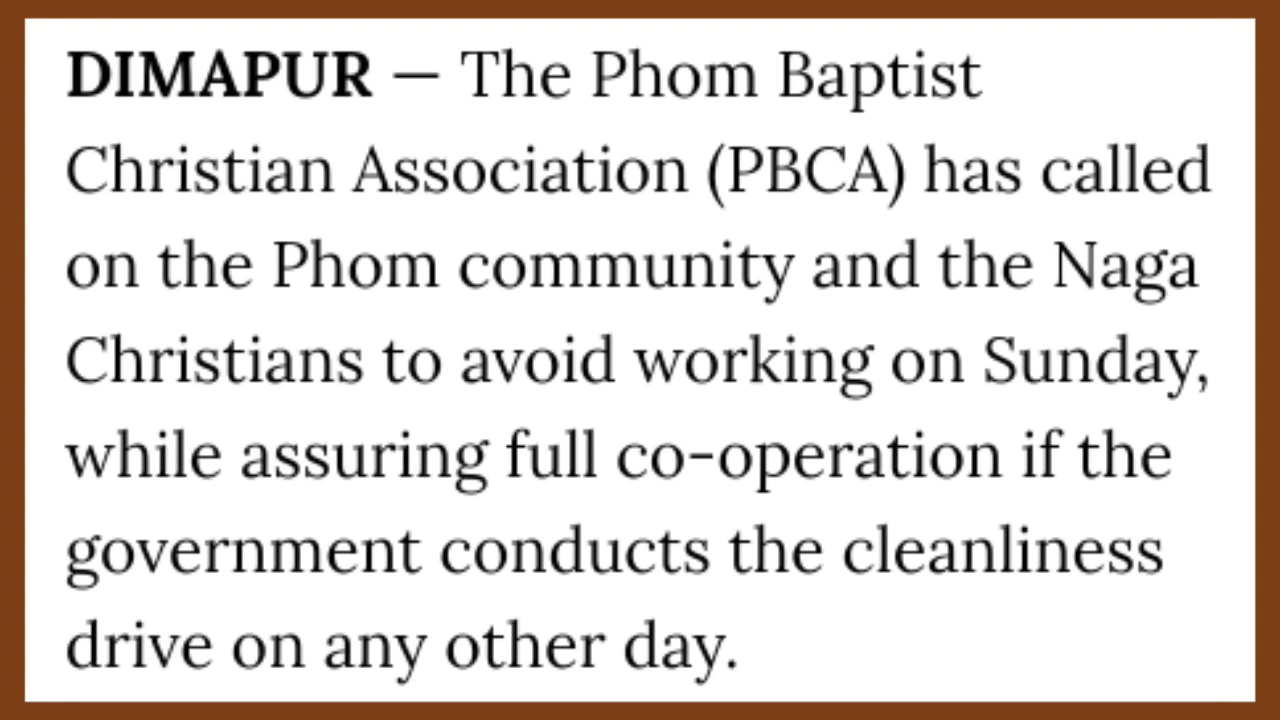 DIMAPUR — The Phom Baptist
Christian Association (PBCA) has called
on the Phom community and the Naga
Christians to avoid working on Sunday,
while assuring full co-operation if the
government conducts the cleanliness
drive on any other day.